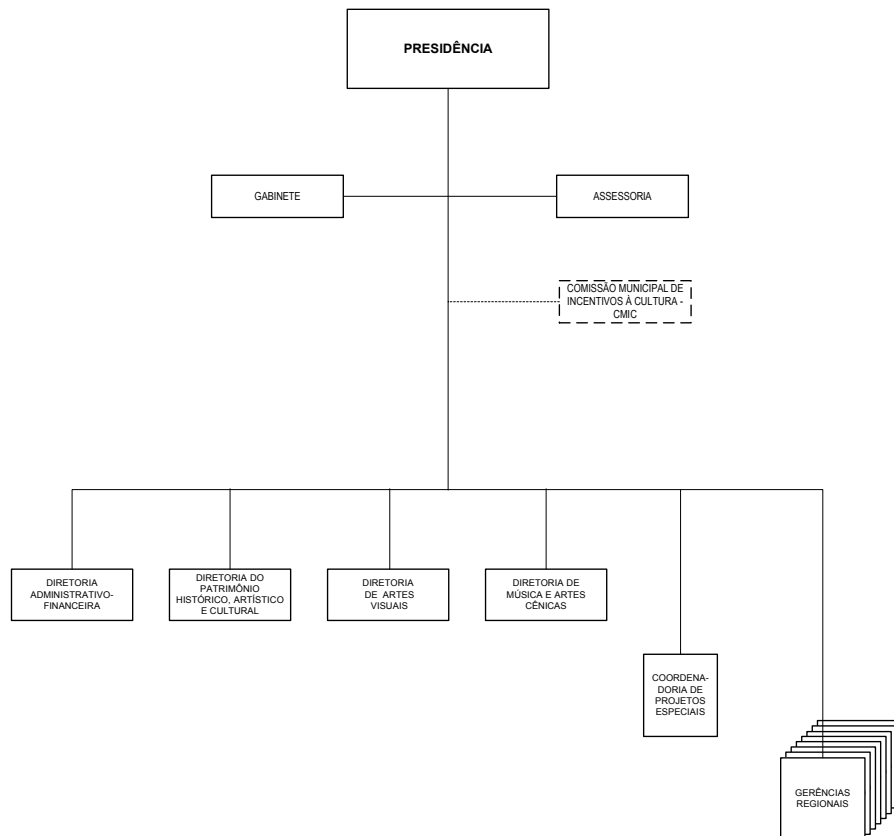 PRESIDÊNCIA
GABINETE
ASSESSORIA
COMISSÃO MUNICIPAL DE
INCENTIVOS À CULTURA -
CMIC
DIRETORIA
ADMINISTRATIVO-
FINANCEIRA
DIRETORIA DO
PATRIMÔNIO
HISTÓRICO, ARTÍSTICO
E CULTURAL
DIRETORIA
DE ARTES
VISUAIS
DIRETORIA DE
MÚSICA E ARTES
CÊNICAS
COORDENA-
DORIA DE
PROJETOS
ESPECIAIS
GERÊNCIAS
REGIONAIS